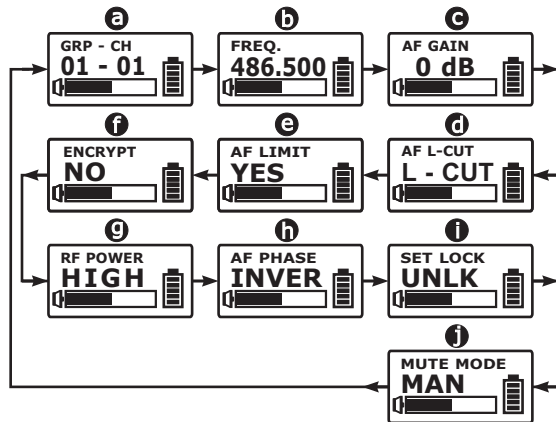 a
GRP - CH
01 - 01
b
FREQ.
486.500
c
AF GAIN
0 dB
f
ENCRYPT
NO
e
AF LIMIT
YES
d
AF L-CUT
L - CUT
g
RF POWER
HIGH
h
AF PHASE
INVER
i
SET LOCK
UNLK
j
MUTE MODE
MAN